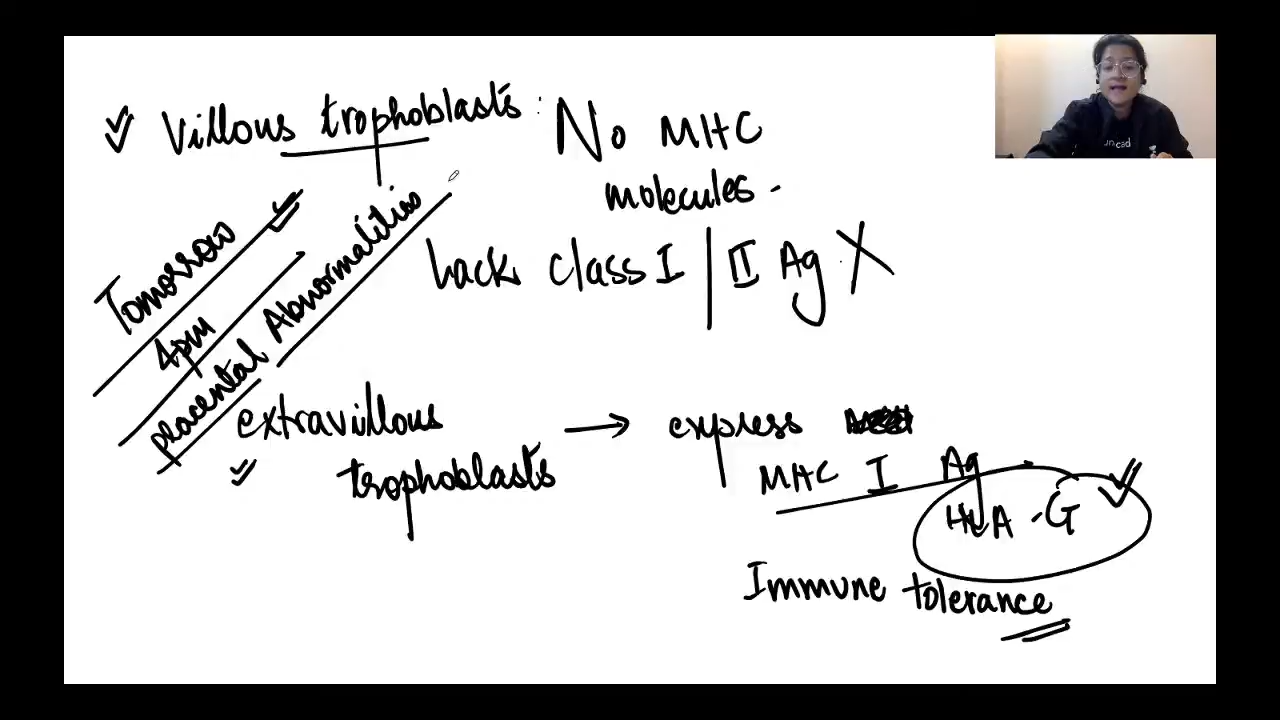 Villous trophoblasts :
No MHC
molecules.
Lack class I | II Ag X
Tomorrow
4pm
placental Abnormalities
extravillous
trophoblasts
→ express
MHC I Ag
HLA-G
Immune tolerance